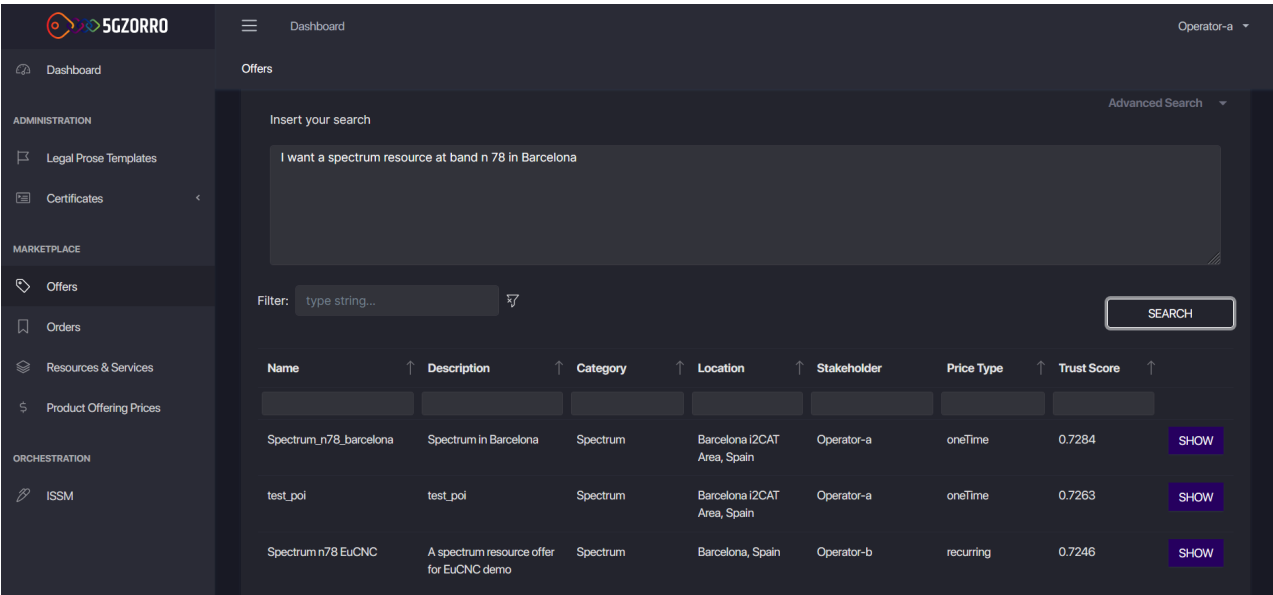 5GZORRO
Dashboard
Operator-a
Dashboard
Offers
ADMINISTRATION
Legal Prose Templates
Certificates
MARKETPLACE
Offers
Orders
Resources & Services
Product Offering Prices
ORCHESTRATION
ISSM
Advanced Search
Insert your search
I want a spectrum resource at band n 78 in Barcelona
Filter: type string...
SEARCH
Name Description Category Location Stakeholder Price Type Trust Score
Spectrum_n78_barcelona Spectrum in Barcelona Spectrum Barcelona i2CAT Operator-a oneTime 0.7284 SHOW
Area, Spain
test_poi test_poi Spectrum Barcelona i2CAT Operator-a oneTime 0.7263 SHOW
Area, Spain
Spectrum n78 EuCNC A spectrum resource offer Spectrum Barcelona, Spain Operator-b recurring 0.7246 SHOW
for EuCNC demo